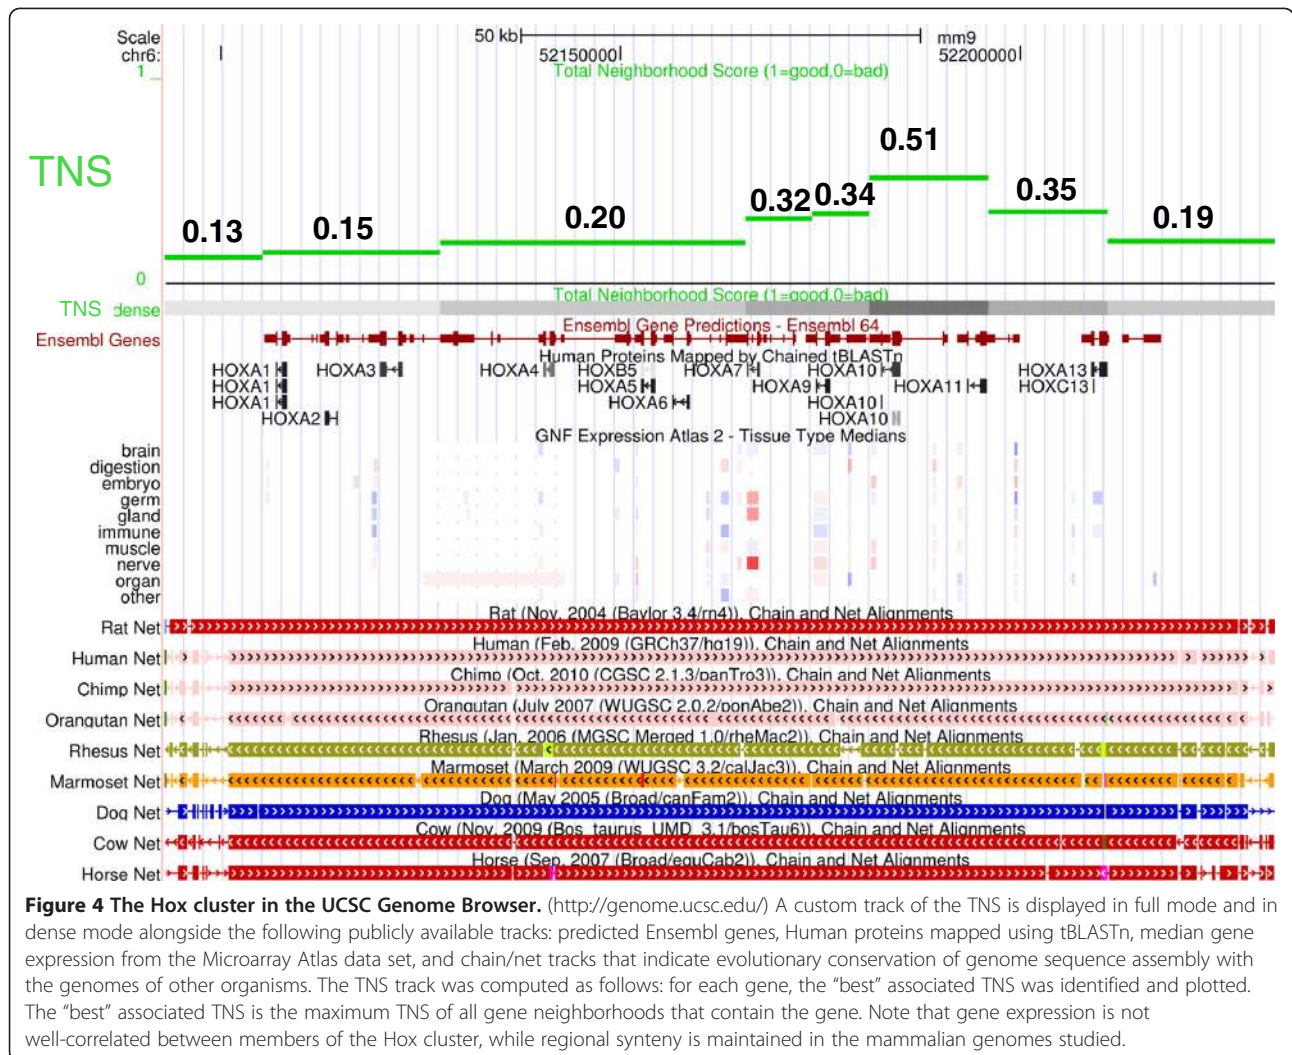 Scale 50 kb mm9
chr6: 52150000 52200000
1 Total Neighborhood Score (1=good,0=bad)
TNS
0.51
0.32 0.34 0.35
0.13 0.15 0.20 0.19
0
Total Neighborhood Score (1=good,0=bad)
TNS dense
Ensembl Gene Predictions - Ensembl 64
Ensembl Genes
Human Proteins Mapped by Chained tBLASTn
HOXA1 HOXA3 HOXA4 HOXB5 HOXA7 HOXA10 HOXA13
HOXA1 HOXA5 HOXA9 HOXA11 HOXC13
HOXA1 HOXA6 HOXA10
HOXA2 HOXA10
GNF Expression Atlas 2 - Tissue Type Medians
brain
digestion
embryo
germ
gland
immune
muscle
nerve
organ
other
Rat (Nov. 2004 (Baylor 3.4/rn4)), Chain and Net Alignments
Rat Net
Human (Feb. 2009 (GRCh37/hg19)), Chain and Net Alignments
Human Net
Chimp (Oct. 2010 (CGSC 2.1.3/panTro3)), Chain and Net Alignments
Chimp Net
Orangutan (July 2007 (WUGSC 2.0.2/ponAbe2)), Chain and Net Alignments
Orangutan Net
Rhesus (Jan. 2006 (MGSC Merged 1.0/rheMac2)), Chain and Net Alignments
Rhesus Net
Marmoset (March 2009 (WUGSC 3.2/calJac3)), Chain and Net Alignments
Marmoset Net
Dog (May 2005 (Broad/canFam2)), Chain and Net Alignments
Dog Net
Cow (Nov. 2009 (Bos_taurus_UMD_3.1/bosTau6)), Chain and Net Alignments
Cow Net
Horse (Sep. 2007 (Broad/equCab2)), Chain and Net Alignments
Horse Net
Figure 4 The Hox cluster in the UCSC Genome Browser. (http://genome.ucsc.edu/) A custom track of the TNS is displayed in full mode and in
dense mode alongside the following publicly available tracks: predicted Ensembl genes, Human proteins mapped using tBLASTn, median gene
expression from the Microarray Atlas data set, and chain/net tracks that indicate evolutionary conservation of genome sequence assembly with
the genomes of other organisms. The TNS track was computed as follows: for each gene, the “best” associated TNS was identified and plotted.
The “best” associated TNS is the maximum TNS of all gene neighborhoods that contain the gene. Note that gene expression is not
well-correlated between members of the Hox cluster, while regional synteny is maintained in the mammalian genomes studied.